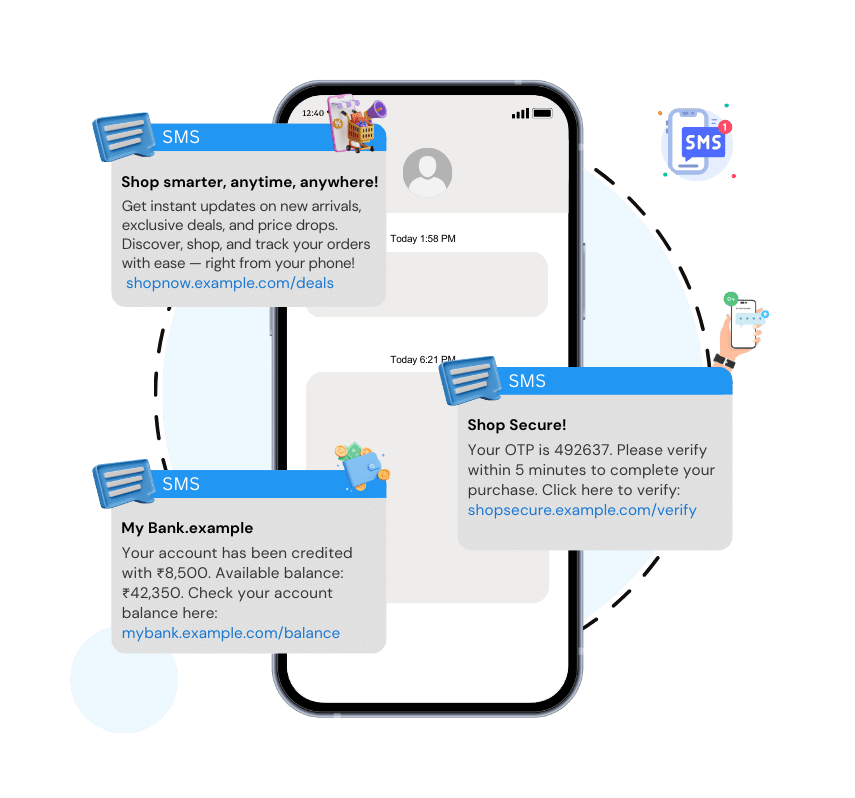 12:40
SMS
Shop smarter, anytime, anywhere!
Get instant updates on new arrivals,
exclusive deals, and price drops.
Discover, shop, and track your orders
with ease — right from your phone!
shopnow.example.com/deals
SMS
1
Today 1:58 PM
Today 6:21 PM
SMS
Shop Secure!
Your OTP is 492637. Please verify
within 5 minutes to complete your
purchase. Click here to verify:
shopsecure.example.com/verify
SMS
My Bank.example
Your account has been credited
with ₹8,500. Available balance:
₹42,350. Check your account
balance here:
mybank.example.com/balance